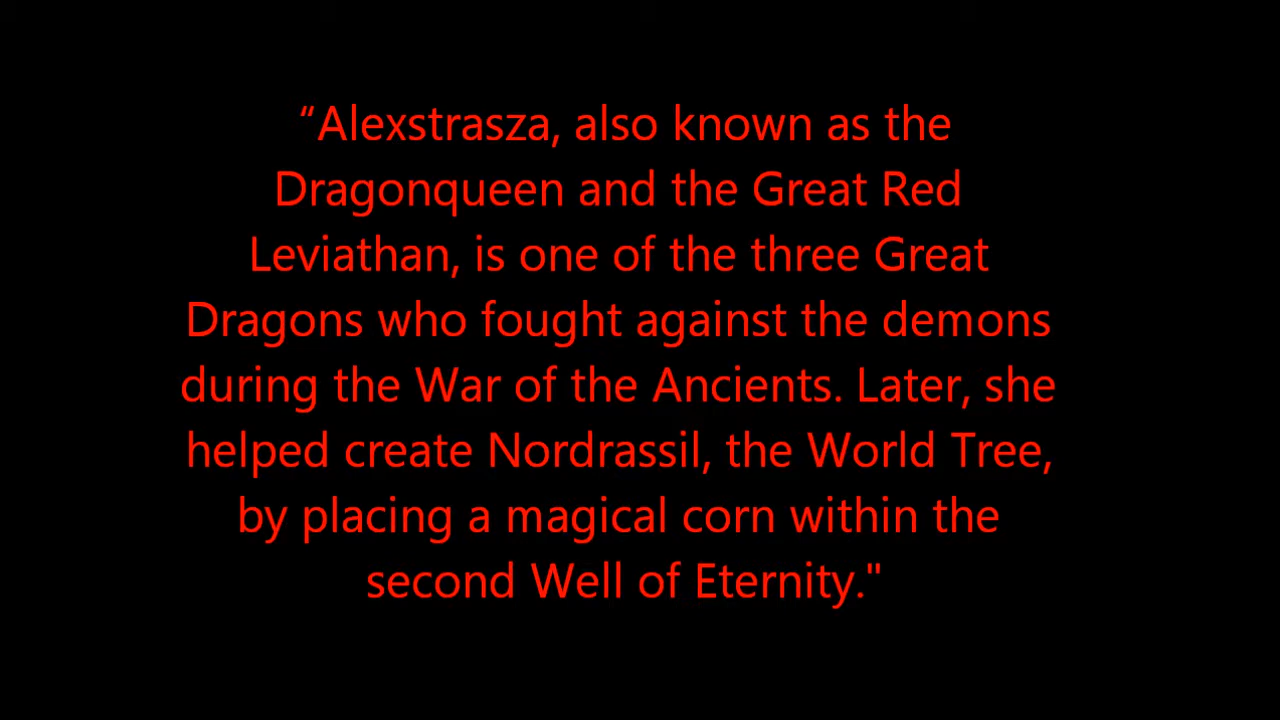 “Alexstrasza, also known as the
Dragonqueen and the Great Red
Leviathan, is one of the three Great
Dragons who fought against the demons
during the War of the Ancients. Later, she
helped create Nordrassil, the World Tree,
by placing a magical corn within the
second Well of Eternity."